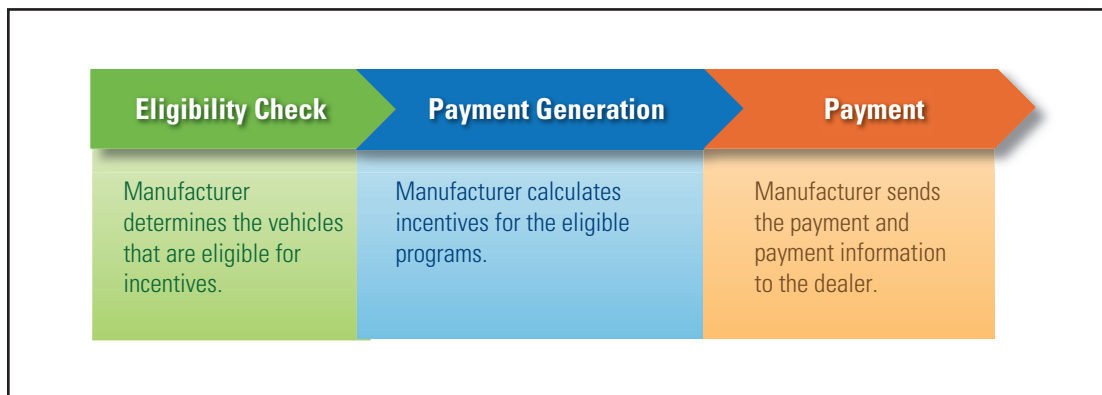 Eligibility Check
Payment Generation
Payment
Manufacturer
determines the vehicles
that are eligible for
incentives.
Manufacturer calculates
incentives for the eligible
programs.
Manufacturer sends
the payment and
payment information
to the dealer.